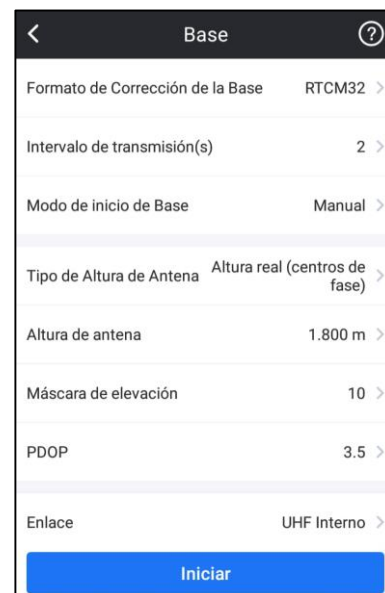 Base
Formato de Corrección de la Base RTCM32
Intervalo de transmisión(s) 2
Modo de inicio de Base Manual
Tipo de Altura de Antena Altura real (centros de
fase)
Altura de antena 1.800 m
Máscara de elevación 10
PDOP 3.5
Enlace UHF Interno
Iniciar